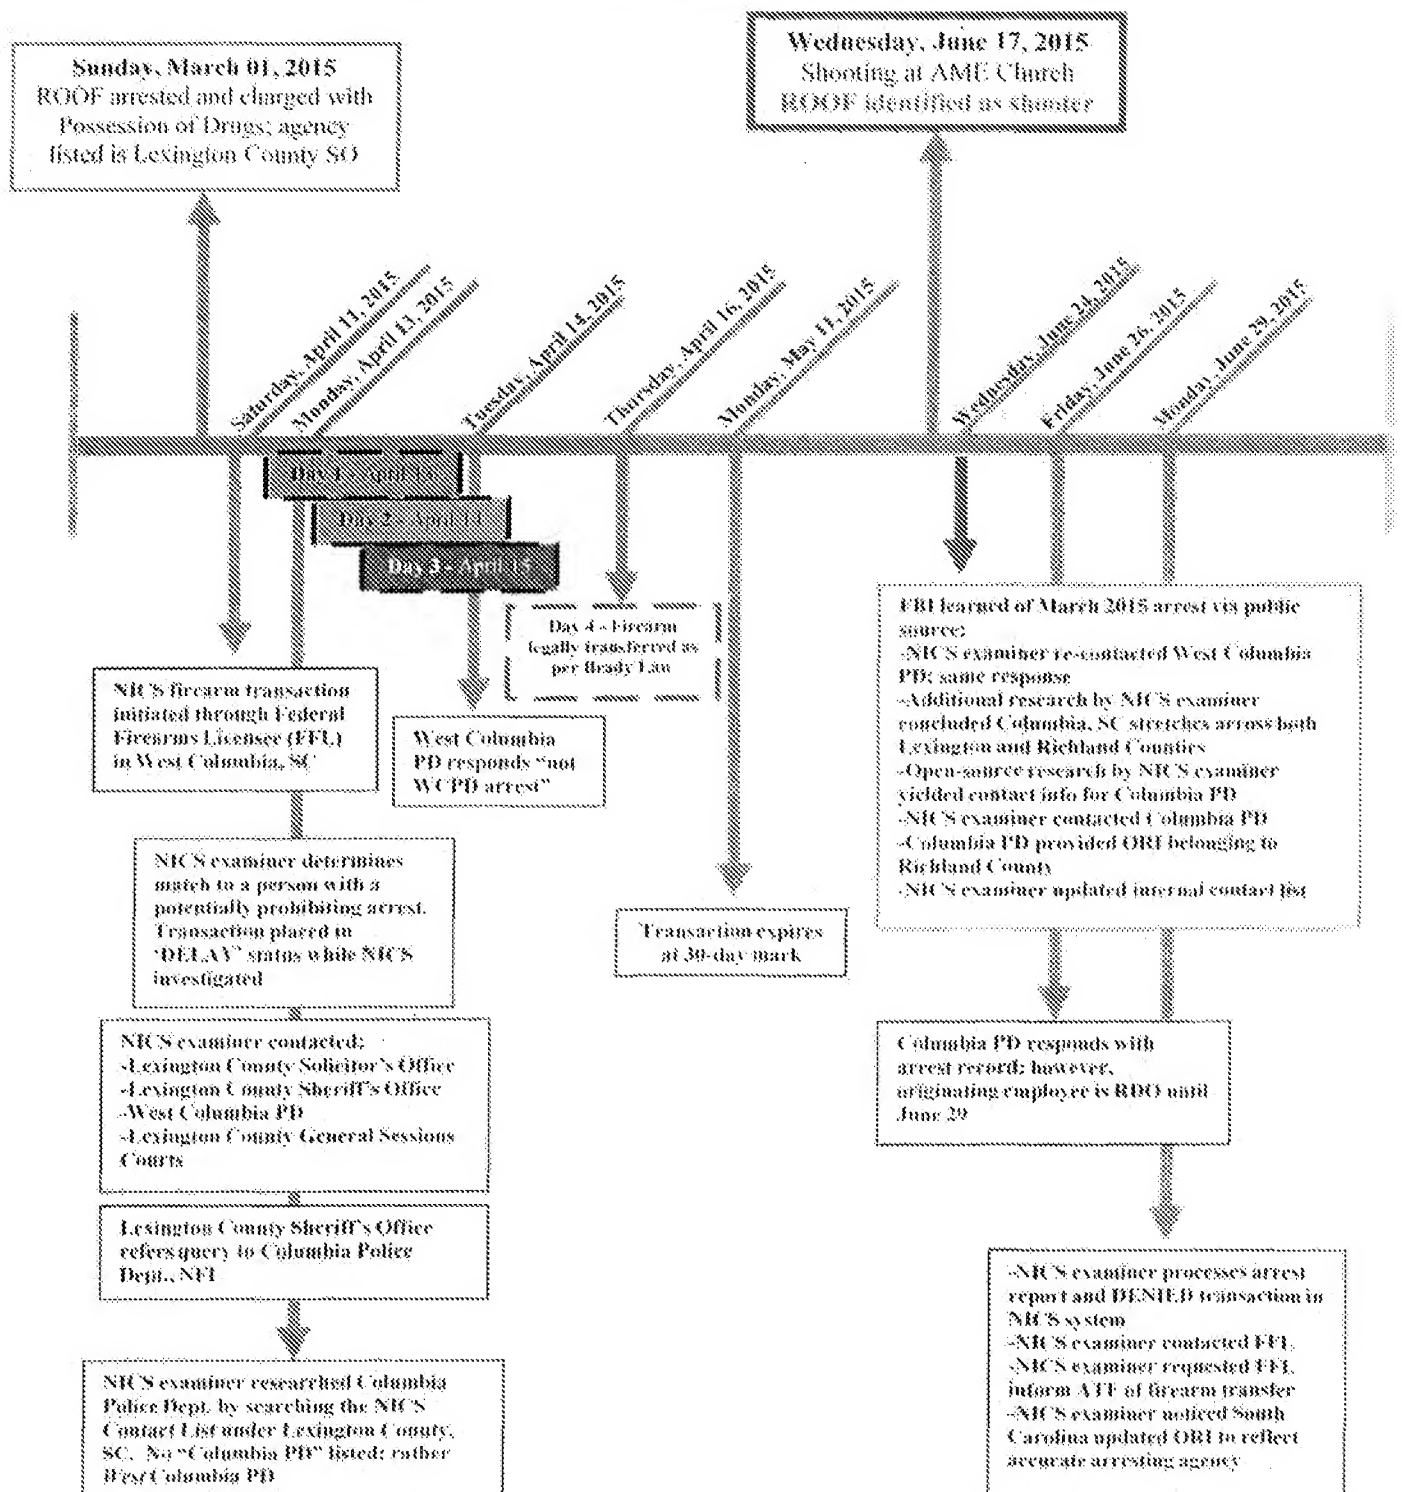 Sunday, March 01, 2015
ROOF arrested and charged with
Possession of Drugs; agency
listed is Lexington County SO
Wednesday, June 17, 2015
Shooting at AME Church
ROOF identified as shooter
Saturday, April 11, 2015
Monday, April 13, 2015
Tuesday, April 14, 2015
Thursday, April 16, 2015
Monday, May 11, 2015
Wednesday, June 24, 2015
Friday, June 26, 2015
Monday, June 29, 2015
Day 1 - April 13
Day 2 - April 14
Day 3 - April 15
Day 4 - Firearm
legally transferred as
per Brady Law
NICS firearm transaction
initiated through Federal
Firearms Licensee (FFL)
in West Columbia, SC
West Columbia
PD responds “not
WCPD arrest”
NICS examiner determines
match to a person with a
potentially prohibiting arrest.
Transaction placed in
‘DELAY’ status while NICS
investigated
Transaction expires
at 30-day mark
NICS examiner contacted:
-Lexington County Solicitor’s Office
-Lexington County Sheriff’s Office
-West Columbia PD
-Lexington County General Sessions
Courts
Lexington County Sheriff’s Office
refers query to Columbia Police
Dept., NFI
NICS examiner researched Columbia
Police Dept. by searching the NICS
Contact List under Lexington County,
SC. No “Columbia PD” listed; rather
West Columbia PD
FBI learned of March 2015 arrest via public
source:
-NICS examiner re-contacted West Columbia
PD; same response
-Additional research by NICS examiner
concluded Columbia, SC stretches across both
Lexington and Richland Counties
-Open-source research by NICS examiner
yielded contact info for Columbia PD
-NICS examiner contacted Columbia PD
-Columbia PD provided ORI belonging to
Richland County
-NICS examiner updated internal contact list
Columbia PD responds with
arrest record; however,
originating employee is RDO until
June 29
-NICS examiner processes arrest
report and DENIED transaction in
NICS system
-NICS examiner contacted FFL
-NICS examiner requested FFL
inform ATF of firearm transfer
-NICS examiner noticed South
Carolina updated ORI to reflect
accurate arresting agency